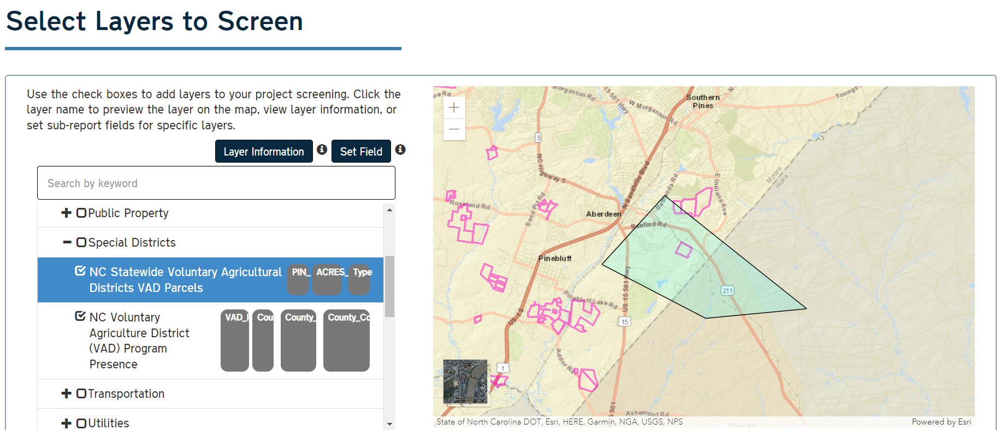 Select Layers to Screen
Use the check boxes to add layers to your project screening. Click the
layer name to preview the layer on the map, view layer information, or
set sub-report fields for specific layers.
Layer Information
Set Field
Search by keyword
Public Property
Special Districts
NC Statewide Voluntary Agricultural
Districts VAD Parcels
PIN_
ACRES_
Type
NC Voluntary
Agriculture District
(VAD) Program
Presence
VAD_
Cou
County_
County_Co
Transportation
Utilities
re Rd
Morganton Rd
15 501 Hwy
W Morganton Rd
Southern
Pines
Youngs
N
5
NC Highway 5
N Sandhills Blvd
E Indiana Ave
Moore
Hoke
Roseland Rd
Sand Pit Rd
Aberdeen
Bethesda Rd
Raeford Rd
Pinebluff
US 15 501 Hwy
211
Pinebluff Lake Rd
US 1 S
15
Addor Rd
1
LONDON
501
Ashemont Rd
State of North Carolina DOT, Esri, HERE, Garmin, NGA, USGS, NPS
Powered by Esri